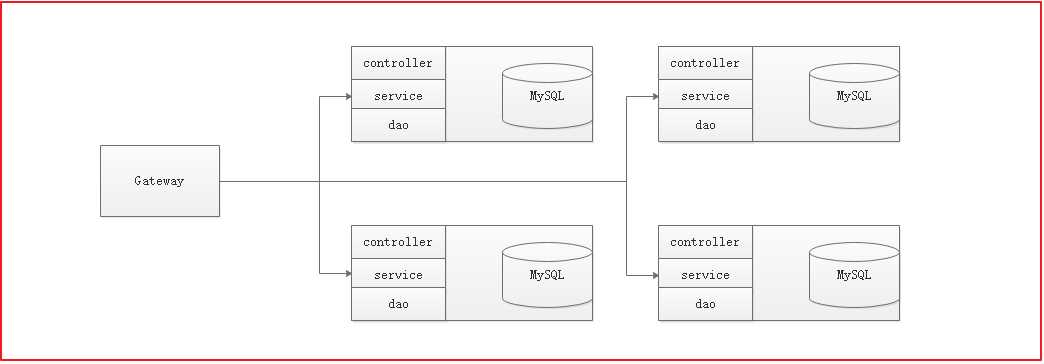 Gateway
controller
service
dao
MySQL
controller
service
dao
MySQL
controller
service
dao
MySQL
controller
service
dao
MySQL